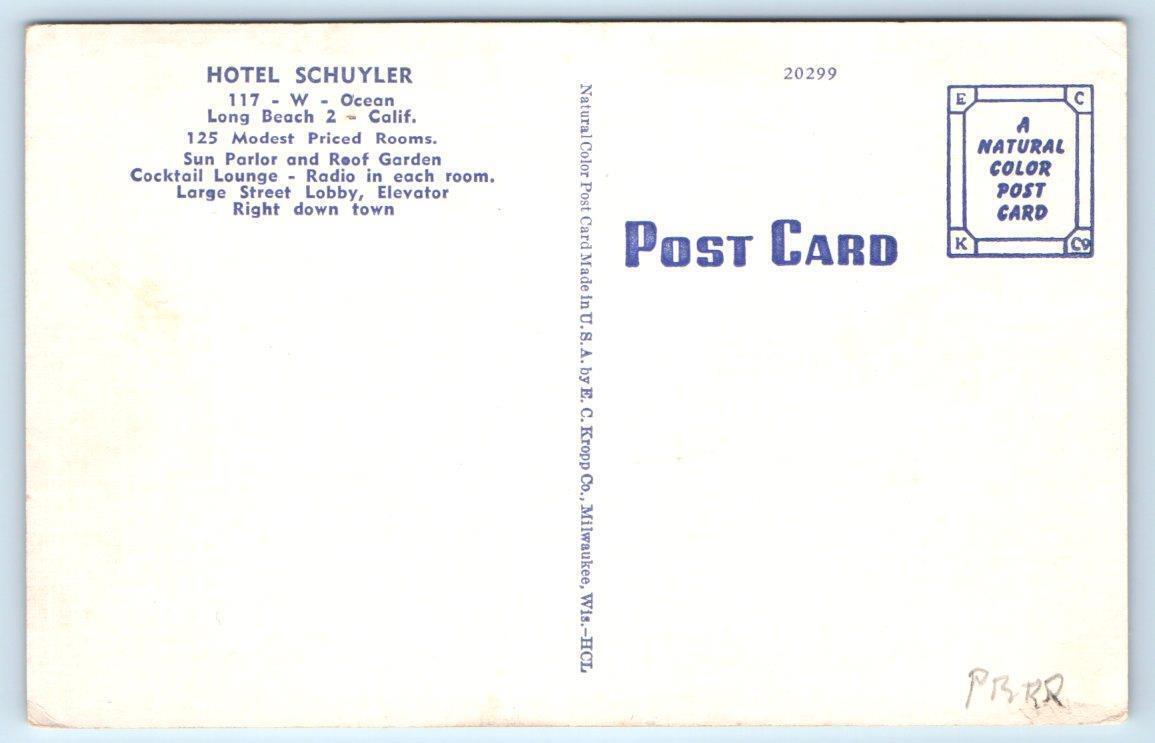 HOTEL SCHUYLER
117 - W - Ocean
Long Beach 2 - Calif.
125 Modest Priced Rooms.
Sun Parlor and Roof Garden
Cocktail Lounge - Radio in each room.
Large Street Lobby, Elevator
Right down town
Natural Color Post Card Made in U. S. A. by E. C. Kropp Co., Milwaukee, Wis.-HCL
20299
POST CARD
E C
A
NATURAL
COLOR
POST
CARD
K Co